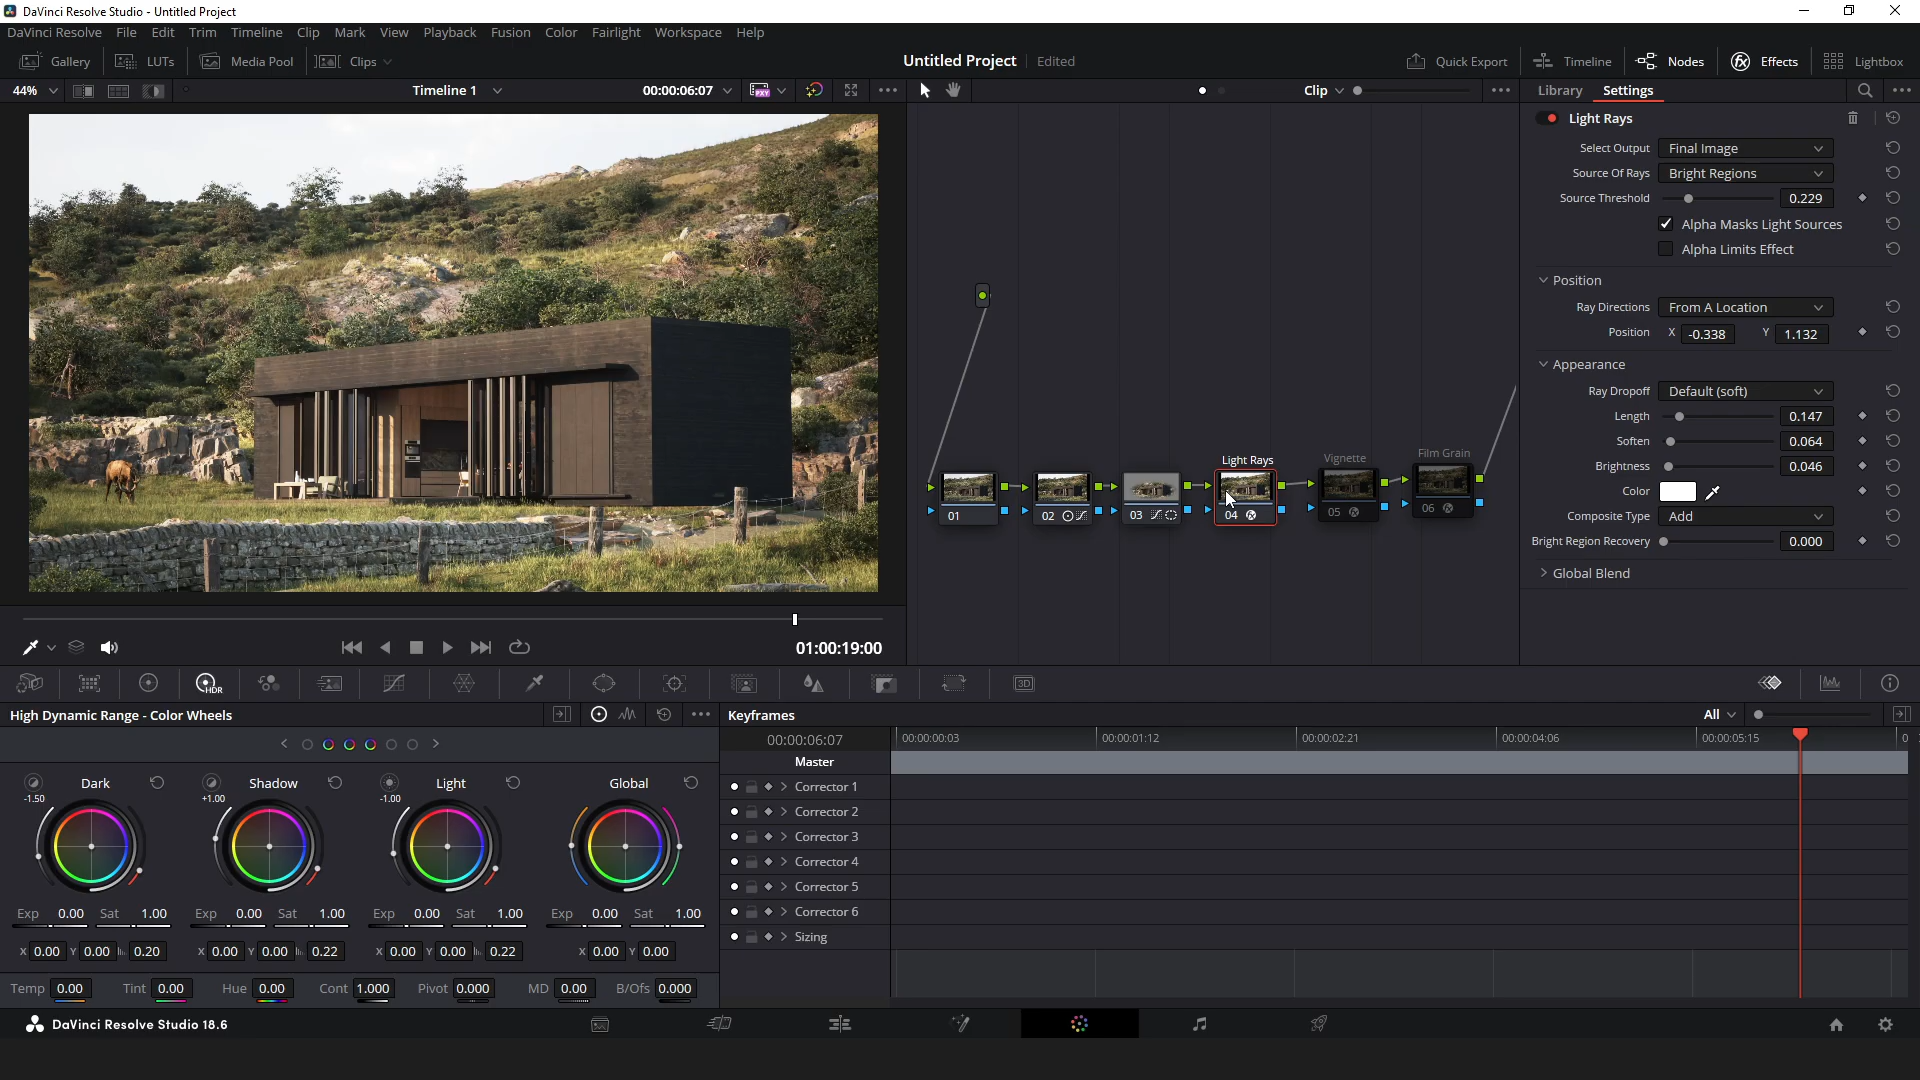 DaVinci Resolve Studio - Untitled Project
DaVinci Resolve File Edit Trim Timeline Clip Mark View Playback Fusion Color Fairlight Workspace Help
Gallery LUTs Media Pool Clips Untitled Project Edited Quick Export Timeline Nodes Effects Lightbox
44% Timeline 1 00:00:06:07 PXY Clip Library Settings
Light Rays
Select Output Final Image
Source Of Rays Bright Regions
Source Threshold 0.229
Alpha Masks Light Sources
Alpha Limits Effect
Position
Ray Directions From A Location
Position X -0.338 Y 1.132
Appearance
Ray Dropoff Default (soft)
Length 0.147
Soften 0.064
Brightness 0.046
Color
Composite Type Add
Bright Region Recovery 0.000
Global Blend
Light Rays Vignette Film Grain
01 02 03 04 05 06
01:00:19:00
HDR 3D
High Dynamic Range - Color Wheels
Keyframes All
00:00:06:07 00:00:00:03 00:00:01:12 00:00:02:21 00:00:04:06 00:00:05:15 0
Master
Corrector 1
Corrector 2
Corrector 3
Corrector 4
Corrector 5
Corrector 6
Sizing
Dark Shadow Light Global
-1.50 +1.00 -1.00
Exp 0.00 Sat 1.00 Exp 0.00 Sat 1.00 Exp 0.00 Sat 1.00 Exp 0.00 Sat 1.00
X 0.00 Y 0.00 0.20 X 0.00 Y 0.00 0.22 X 0.00 Y 0.00 0.22 X 0.00 Y 0.00
Temp 0.00 Tint 0.00 Hue 0.00 Cont 1.000 Pivot 0.000 MD 0.00 B/Ofs 0.000
DaVinci Resolve Studio 18.6